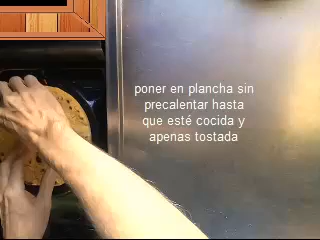 poner en plancha sin
precalentar hasta
que esté cocida y
apenas tostada